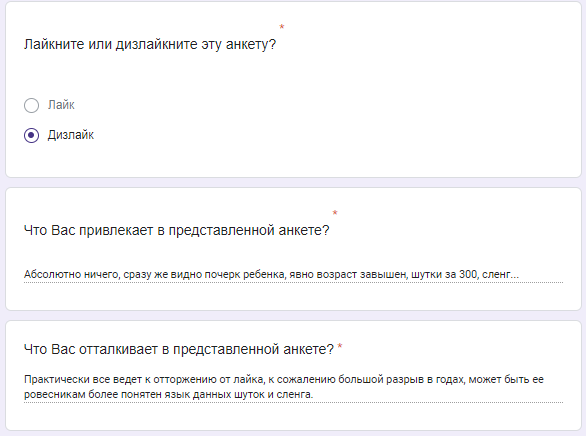 Лайкните или дизлайкните эту анкету? *
Лайк
Дизлайк
Что Вас привлекает в представленной анкете? *
Абсолютно ничего, сразу же видно почерк ребенка, явно возраст завышен, шутки за 300, сленг...
Что Вас отталкивает в представленной анкете? *
Практически все ведет к отторжению от лайка, к сожалению большой разрыв в годах, может быть ее
ровесникам более понятен язык данных шуток и сленга.